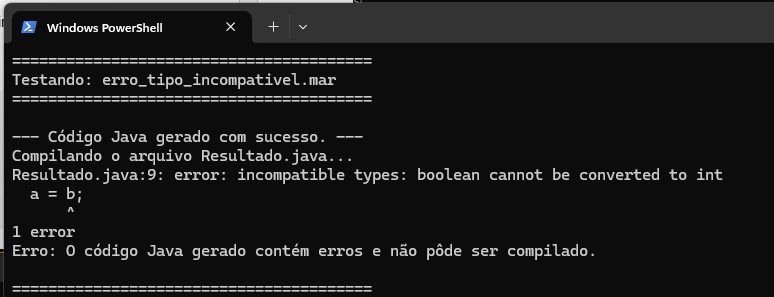 Windows PowerShell
========================================
Testando: erro_tipo_incompativel.mar
========================================
--- Código Java gerado com sucesso. ---
Compilando o arquivo Resultado.java...
Resultado.java:9: error: incompatible types: boolean cannot be converted to int
  a = b;
      ^
1 error
Erro: O código Java gerado contém erros e não pôde ser compilado.
========================================